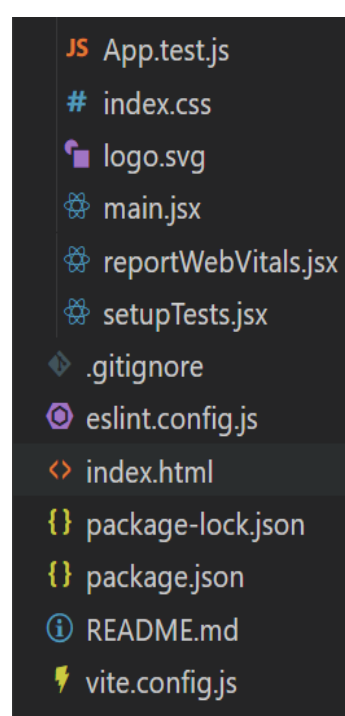 JS App.test.js
# index.css
logo.svg
main.jsx
reportWebVitals.jsx
setupTests.jsx
.gitignore
eslint.config.js
<> index.html
{} package-lock.json
{} package.json
README.md
vite.config.js